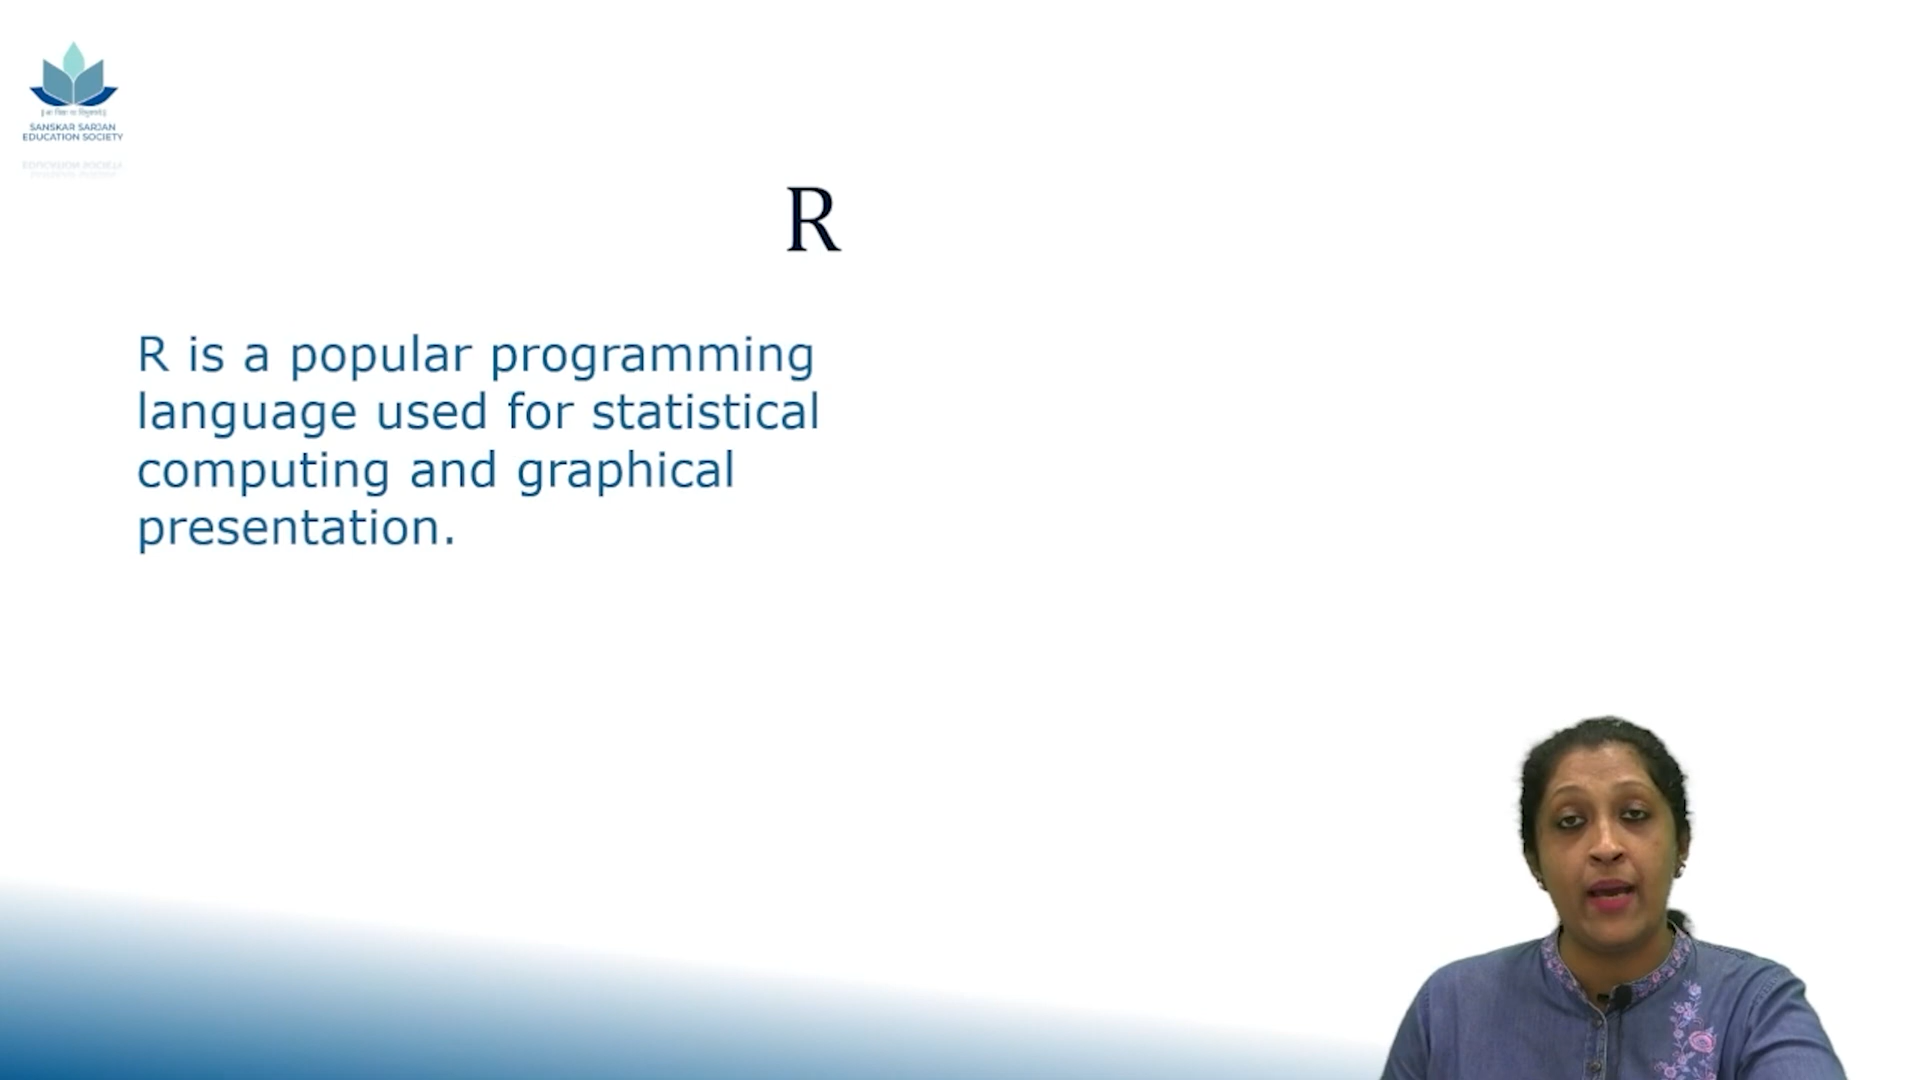 SANSKAR SARJAN
EDUCATION SOCIETY
R
R is a popular programming
language used for statistical
computing and graphical
presentation.